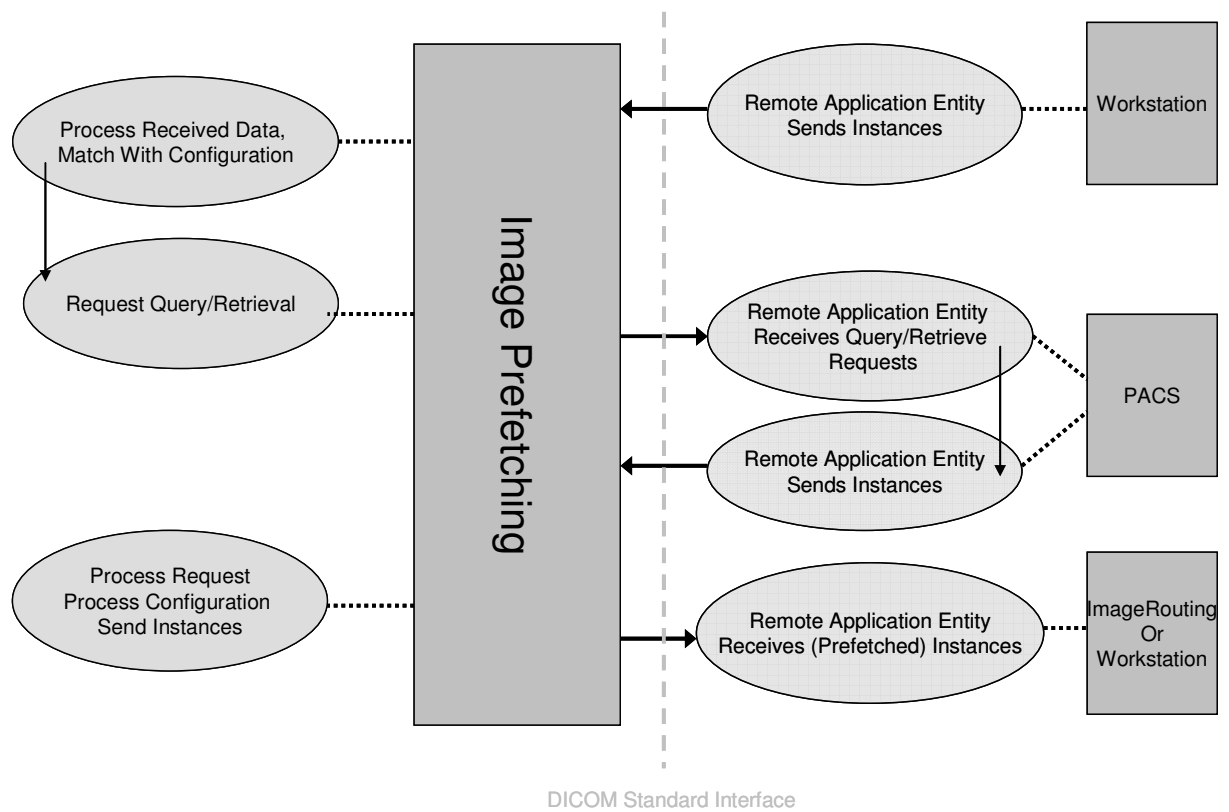 Process Received Data,
Match With Configuration
Request Query/Retrieval
Process Request
Process Configuration
Send Instances
Image Prefetching
Remote Application Entity
Sends Instances
Workstation
Remote Application Entity
Receives Query/Retrieve
Requests
PACS
Remote Application Entity
Sends Instances
Remote Application Entity
Receives (Prefetched) Instances
ImageRouting
Or
Workstation
DICOM Standard Interface